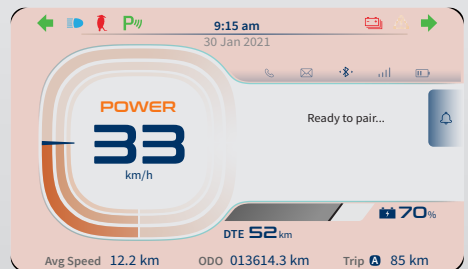 P
9:15 am
30 Jan 2021
POWER
33
km/h
Ready to pair...
70%
DTE 52 km
Avg Speed 12.2 km ODO 013614.3 km Trip A 85 km